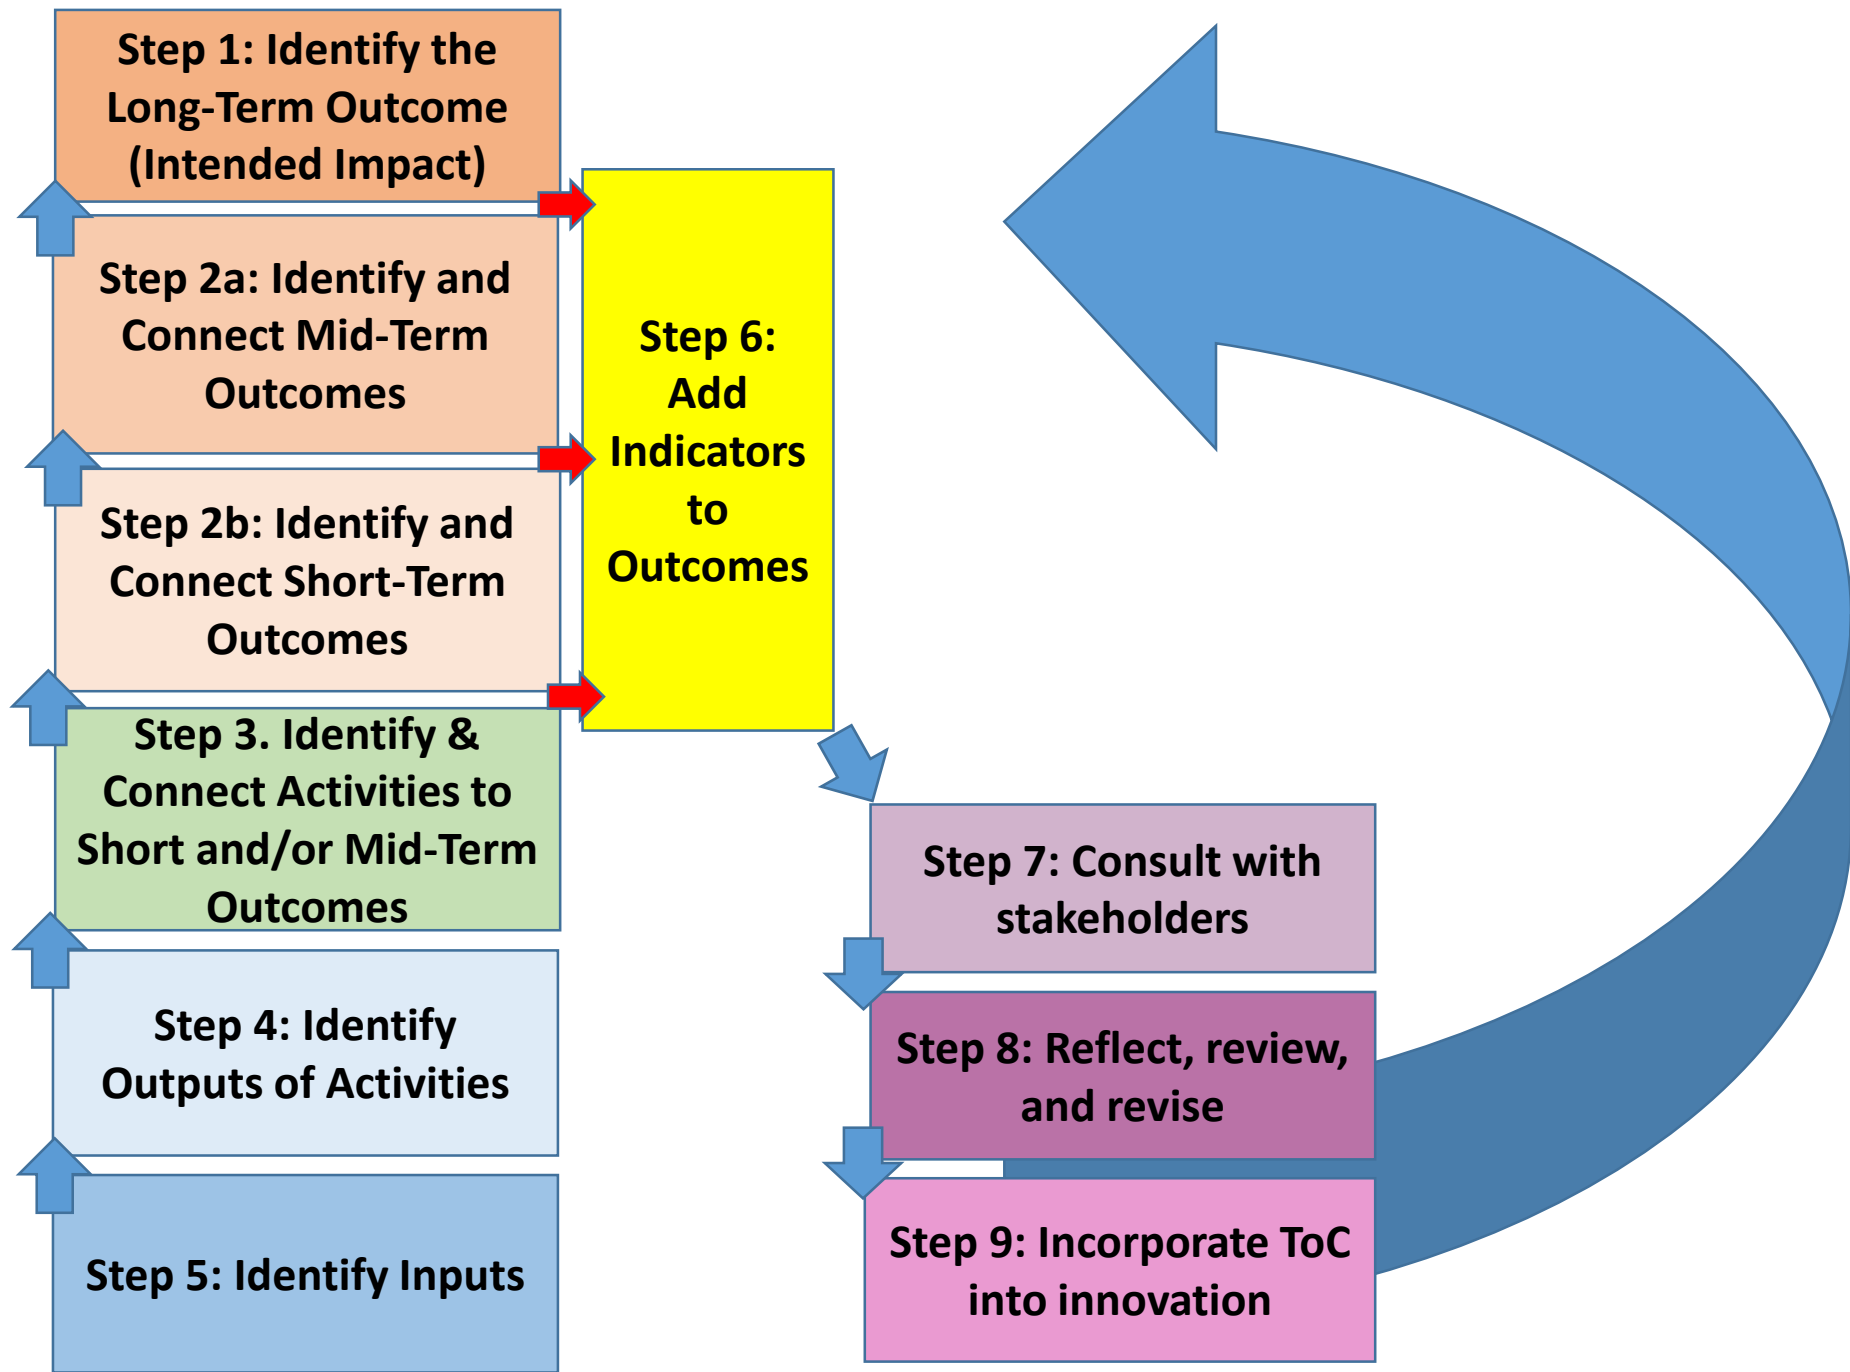 Step 1: Identify the
Long-Term Outcome
(Intended Impact)
Step 2a: Identify and
Connect Mid-Term
Outcomes
Step 2b: Identify and
Connect Short-Term
Outcomes
Step 3. Identify &
Connect Activities to
Short and/or Mid-Term
Outcomes
Step 4: Identify
Outputs of Activities
Step 5: Identify Inputs
Step 6:
Add
Indicators
to
Outcomes
Step 7: Consult with
stakeholders
Step 8: Reflect, review,
and revise
Step 9: Incorporate ToC
into innovation